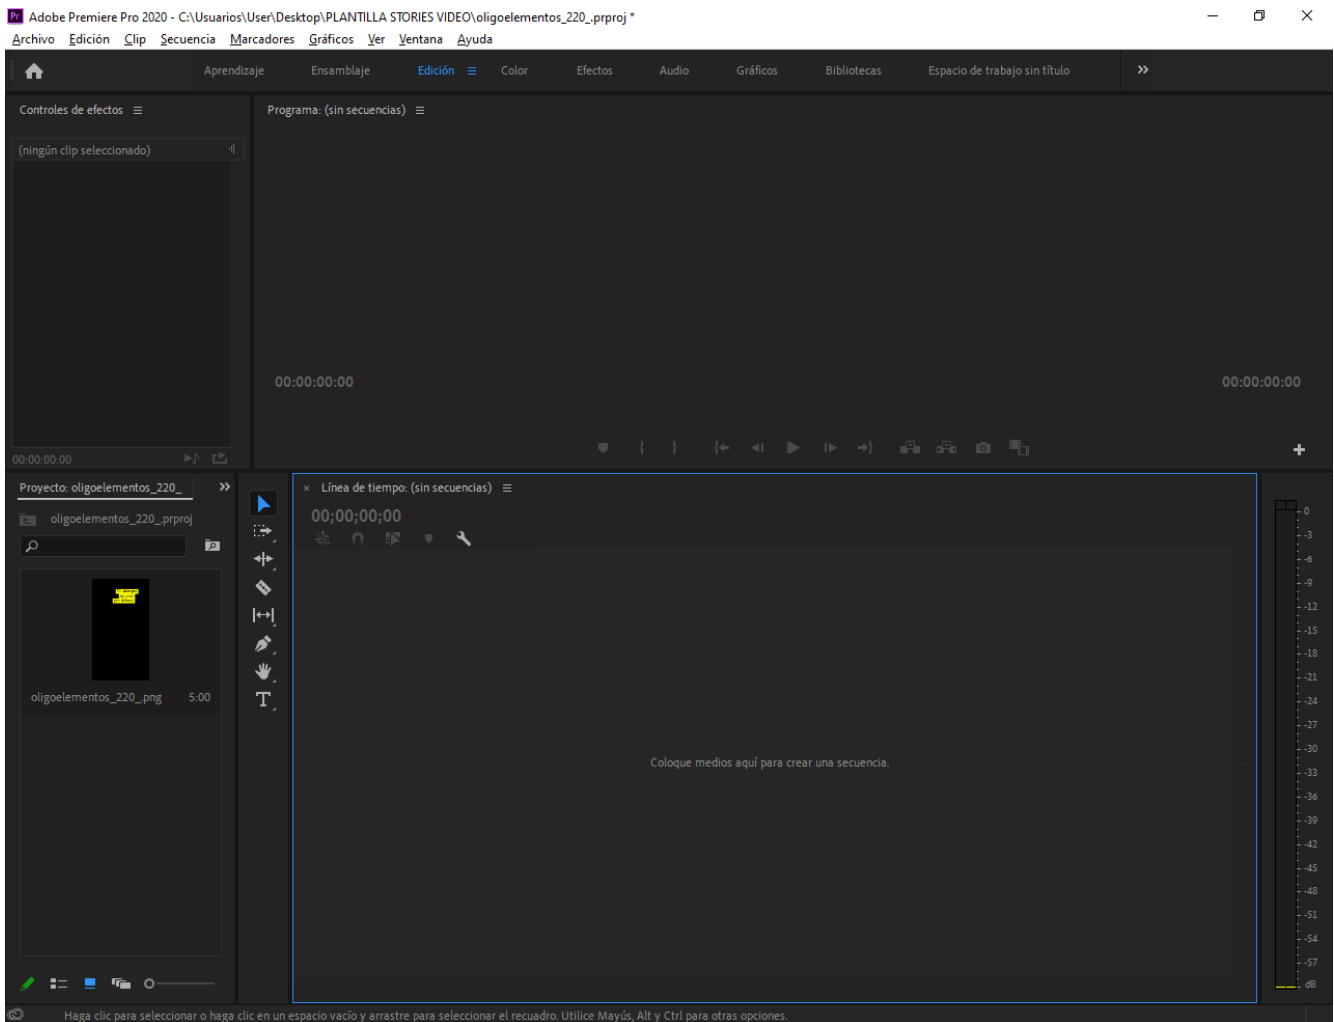 Adobe Premiere Pro 2020 - C:\Usuarios\User\Desktop\PLANTILLA STORIES VIDEO\oligoelementos_220_.prproj *
Archivo Edición Clip Secuencia Marcadores Gráficos Ver Ventana Ayuda
Aprendizaje Ensamblaje Edición Color Efectos Audio Gráficos Bibliotecas Espacio de trabajo sin título
Controles de efectos
Programa: (sin secuencias)
(ningún clip seleccionado)
00:00:00:00
00:00:00:00
00:00:00:00
Proyecto: oligoelementos_220_
oligoelementos_220_.prproj
oligoelementos_220_.png 5:00
Línea de tiempo: (sin secuencias)
00;00;00;00
Coloque medios aquí para crear una secuencia.
0
-3
-6
-9
-12
-15
-18
-21
-24
-27
-30
-33
-36
-39
-42
-45
-48
-51
-54
-57
dB
Haga clic para seleccionar o haga clic en un espacio vacío y arrastre para seleccionar el recuadro. Utilice Mayús, Alt y Ctrl para otras opciones.